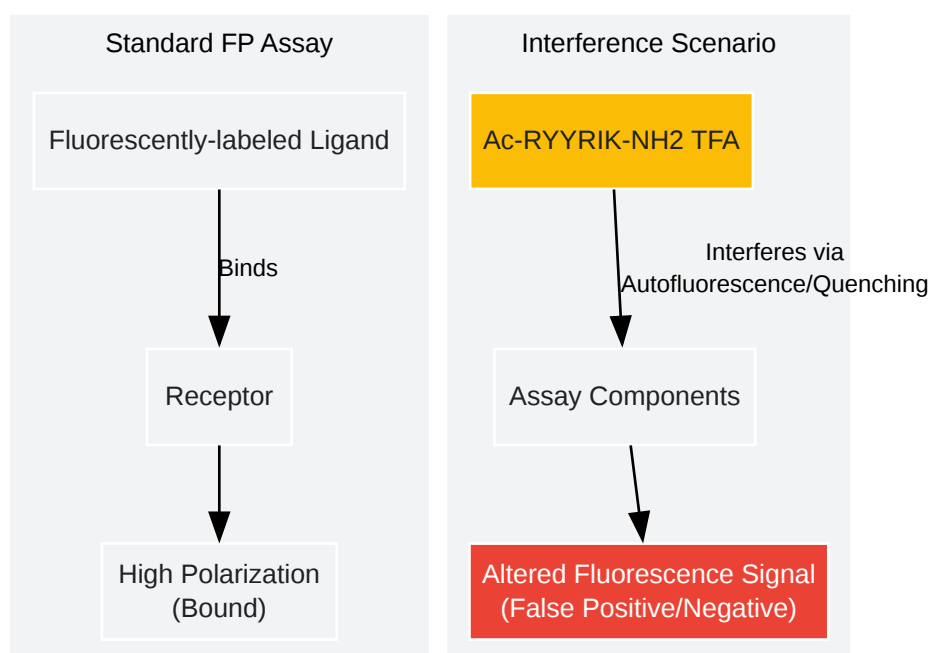 Standard FP Assay
Fluorescently-labeled Ligand
Binds
Receptor
High Polarization
(Bound)
Interference Scenario
Ac-RYYRIK-NH2 TFA
Interferes via
Autofluorescence/Quenching
Assay Components
Altered Fluorescence Signal
(False Positive/Negative)